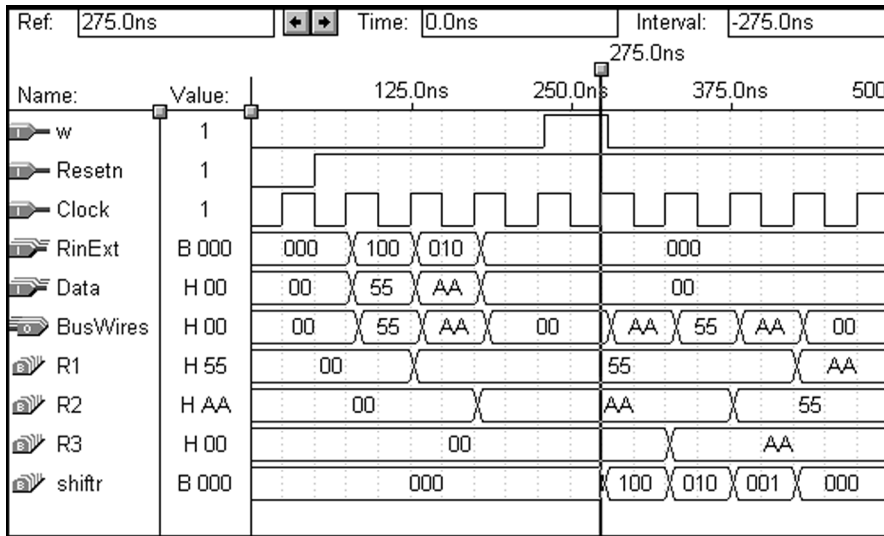 Ref: 275.0ns Time: 0.0ns Interval: -275.0ns
275.0ns
Name: Value: 125.0ns 250.0ns 375.0ns 500
w 1
Resetn 1
Clock 1
RinExt B 000 000 100 010 000
Data H 00 00 55 AA 00
BusWires H 00 00 55 AA 00 AA 55 AA 00
R1 H 55 00 55 AA
R2 H AA 00 AA 55
R3 H 00 00 AA
shiftr B 000 000 100 010 001 000